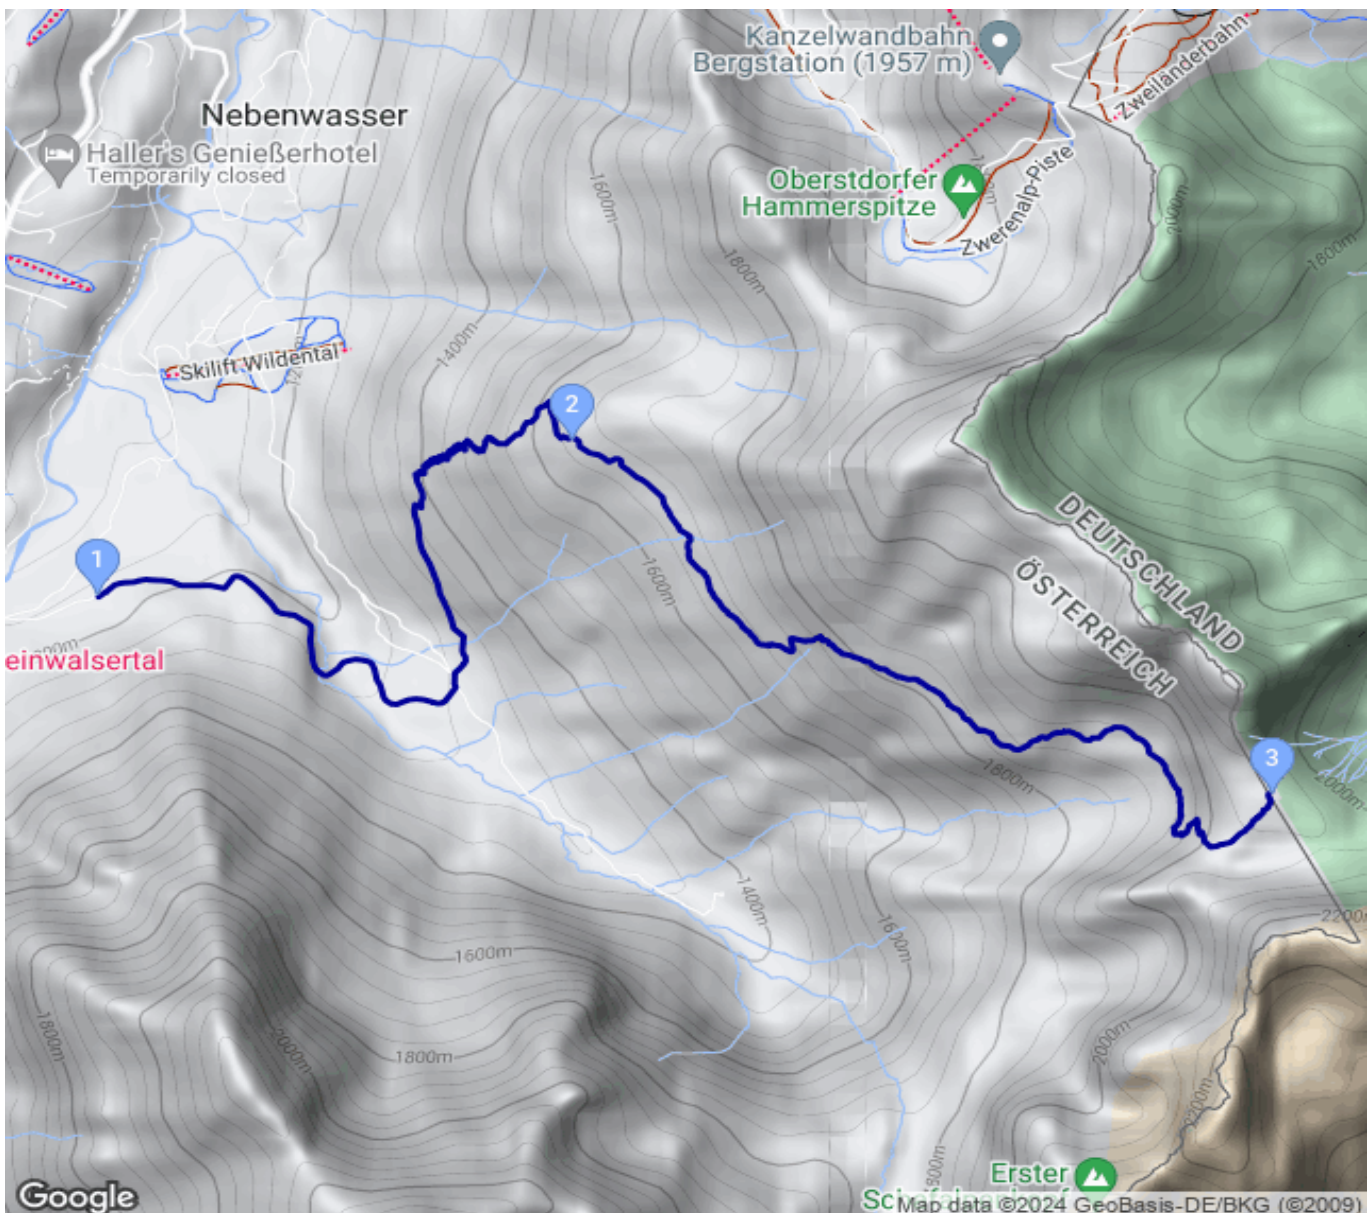 Kanzelwandbahn
Bergstation (1957 m)
Zweiländerbahn
Nebenwasser
Haller's Genießerhotel
Temporarily closed
1600m
Oberstdorfer
Hammerspitze
Zwerenalp-Piste
2000m
1800m
1800m
1400m
Skilift Wildental
2
1
DEUTSCHLAND
ÖSTERREICH
1600m
einwalsertal
3
1800m
2000m
1400m
1600m
2200m
1600m
1800m
2000m
1800m
2000m
2200m
1800m
Erster
Google
Map data ©2024 GeoBasis-DE/BKG (©2009)